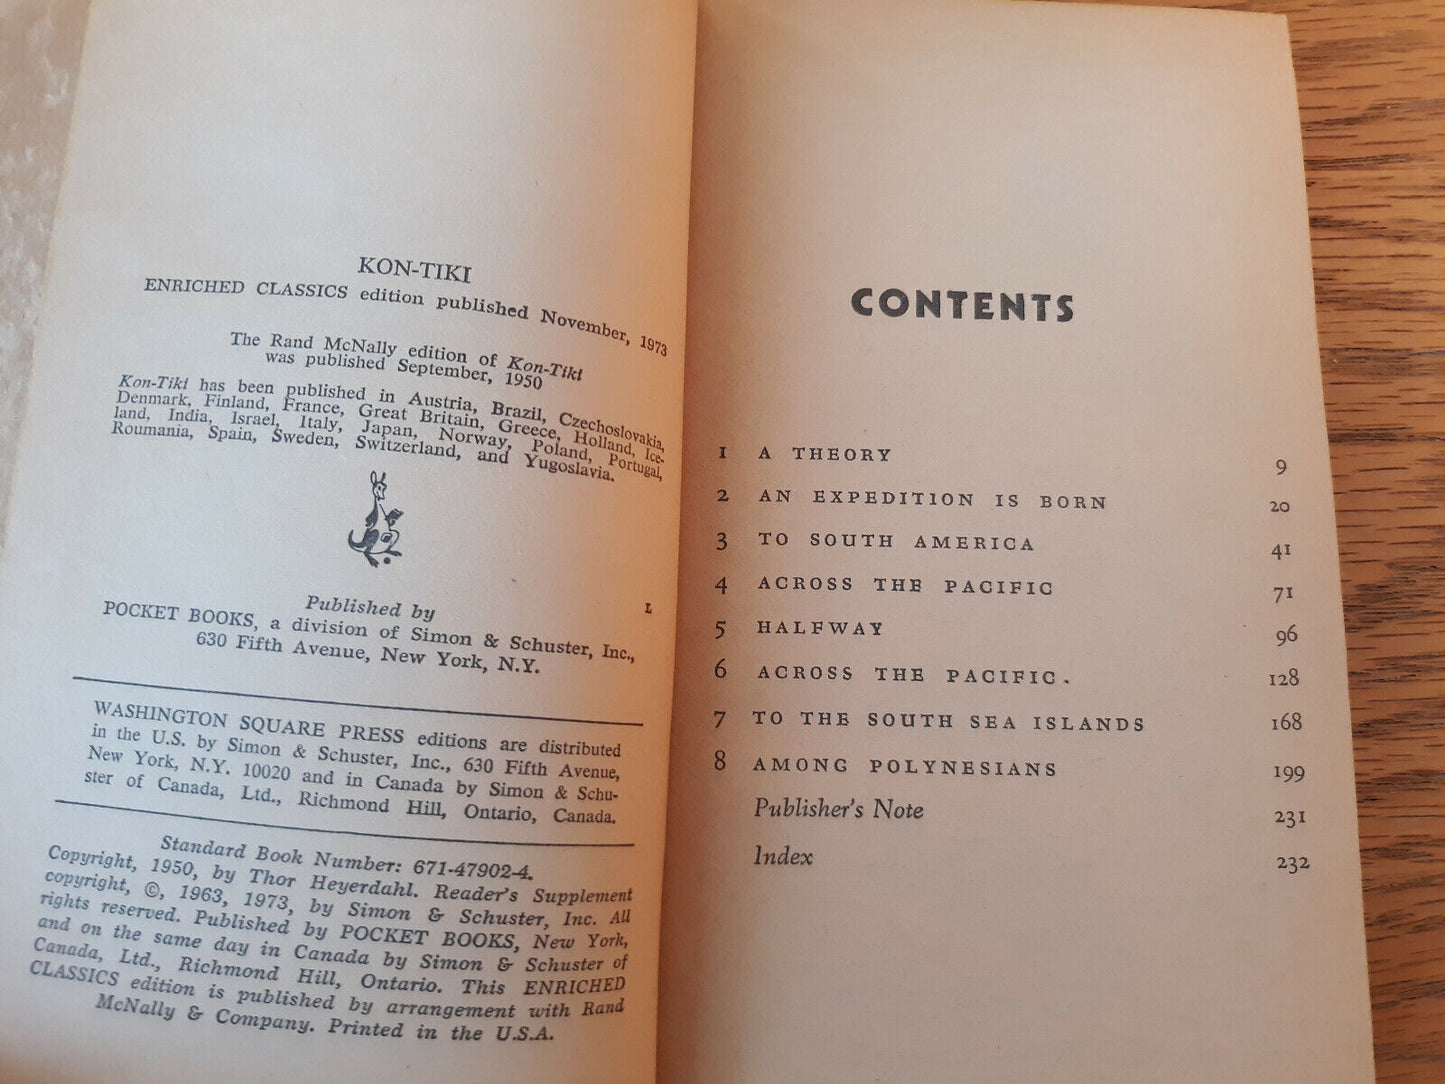 KON-TIKI
ENRICHED CLASSICS edition published November, 1973
The Rand McNally edition of Kon-Tiki
was published September, 1950
Kon-Tiki has been published in Austria, Brazil, Czechoslovakia,
Denmark, Finland, France, Great Britain, Greece, Holland, Ice-
land, India, Israel, Italy, Japan, Norway, Poland, Portugal,
Roumania, Spain, Sweden, Switzerland, and Yugoslavia.
L
Published by
POCKET BOOKS, a division of Simon & Schuster, Inc.,
630 Fifth Avenue, New York, N.Y.
WASHINGTON SQUARE PRESS editions are distributed
in the U.S. by Simon & Schuster, Inc., 630 Fifth Avenue,
New York, N.Y. 10020 and in Canada by Simon & Schu-
ster of Canada, Ltd., Richmond Hill, Ontario, Canada.
Standard Book Number: 671-47902-4.
Copyright, 1950, by Thor Heyerdahl. Reader's Supplement
copyright, ©, 1963, 1973, by Simon & Schuster, Inc. All
rights reserved. Published by POCKET BOOKS, New York,
and on the same day in Canada by Simon & Schuster of
Canada, Ltd., Richmond Hill, Ontario. This ENRICHED
CLASSICS edition is published by arrangement with Rand
McNally & Company. Printed in the U.S.A.
CONTENTS
1 A THEORY 9
2 AN EXPEDITION IS BORN 20
3 TO SOUTH AMERICA 41
4 ACROSS THE PACIFIC 71
5 HALFWAY 96
6 ACROSS THE PACIFIC. 128
7 TO THE SOUTH SEA ISLANDS 168
8 AMONG POLYNESIANS 199
Publisher's Note 231
Index 232